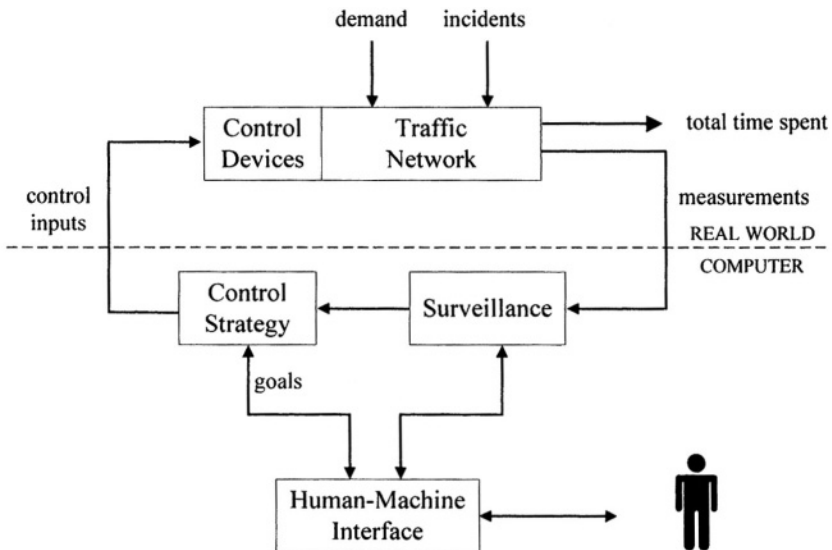 demand
incidents
Control
Devices
Traffic
Network
total time spent
control
inputs
measurements
REAL WORLD
COMPUTER
Control
Strategy
Surveillance
goals
Human-Machine
Interface